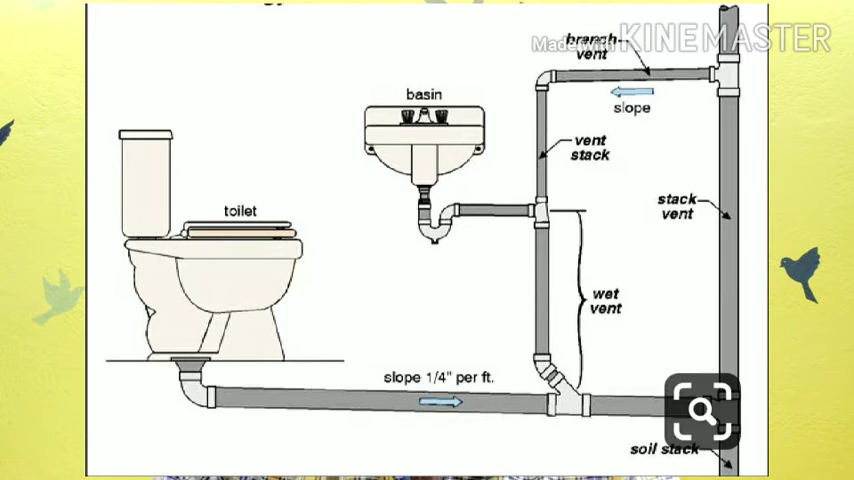 Made with KINEMASTER
branch
vent
basin
slope
vent
stack
stack
vent
toilet
wet
vent
slope 1/4" per ft.
soil stack